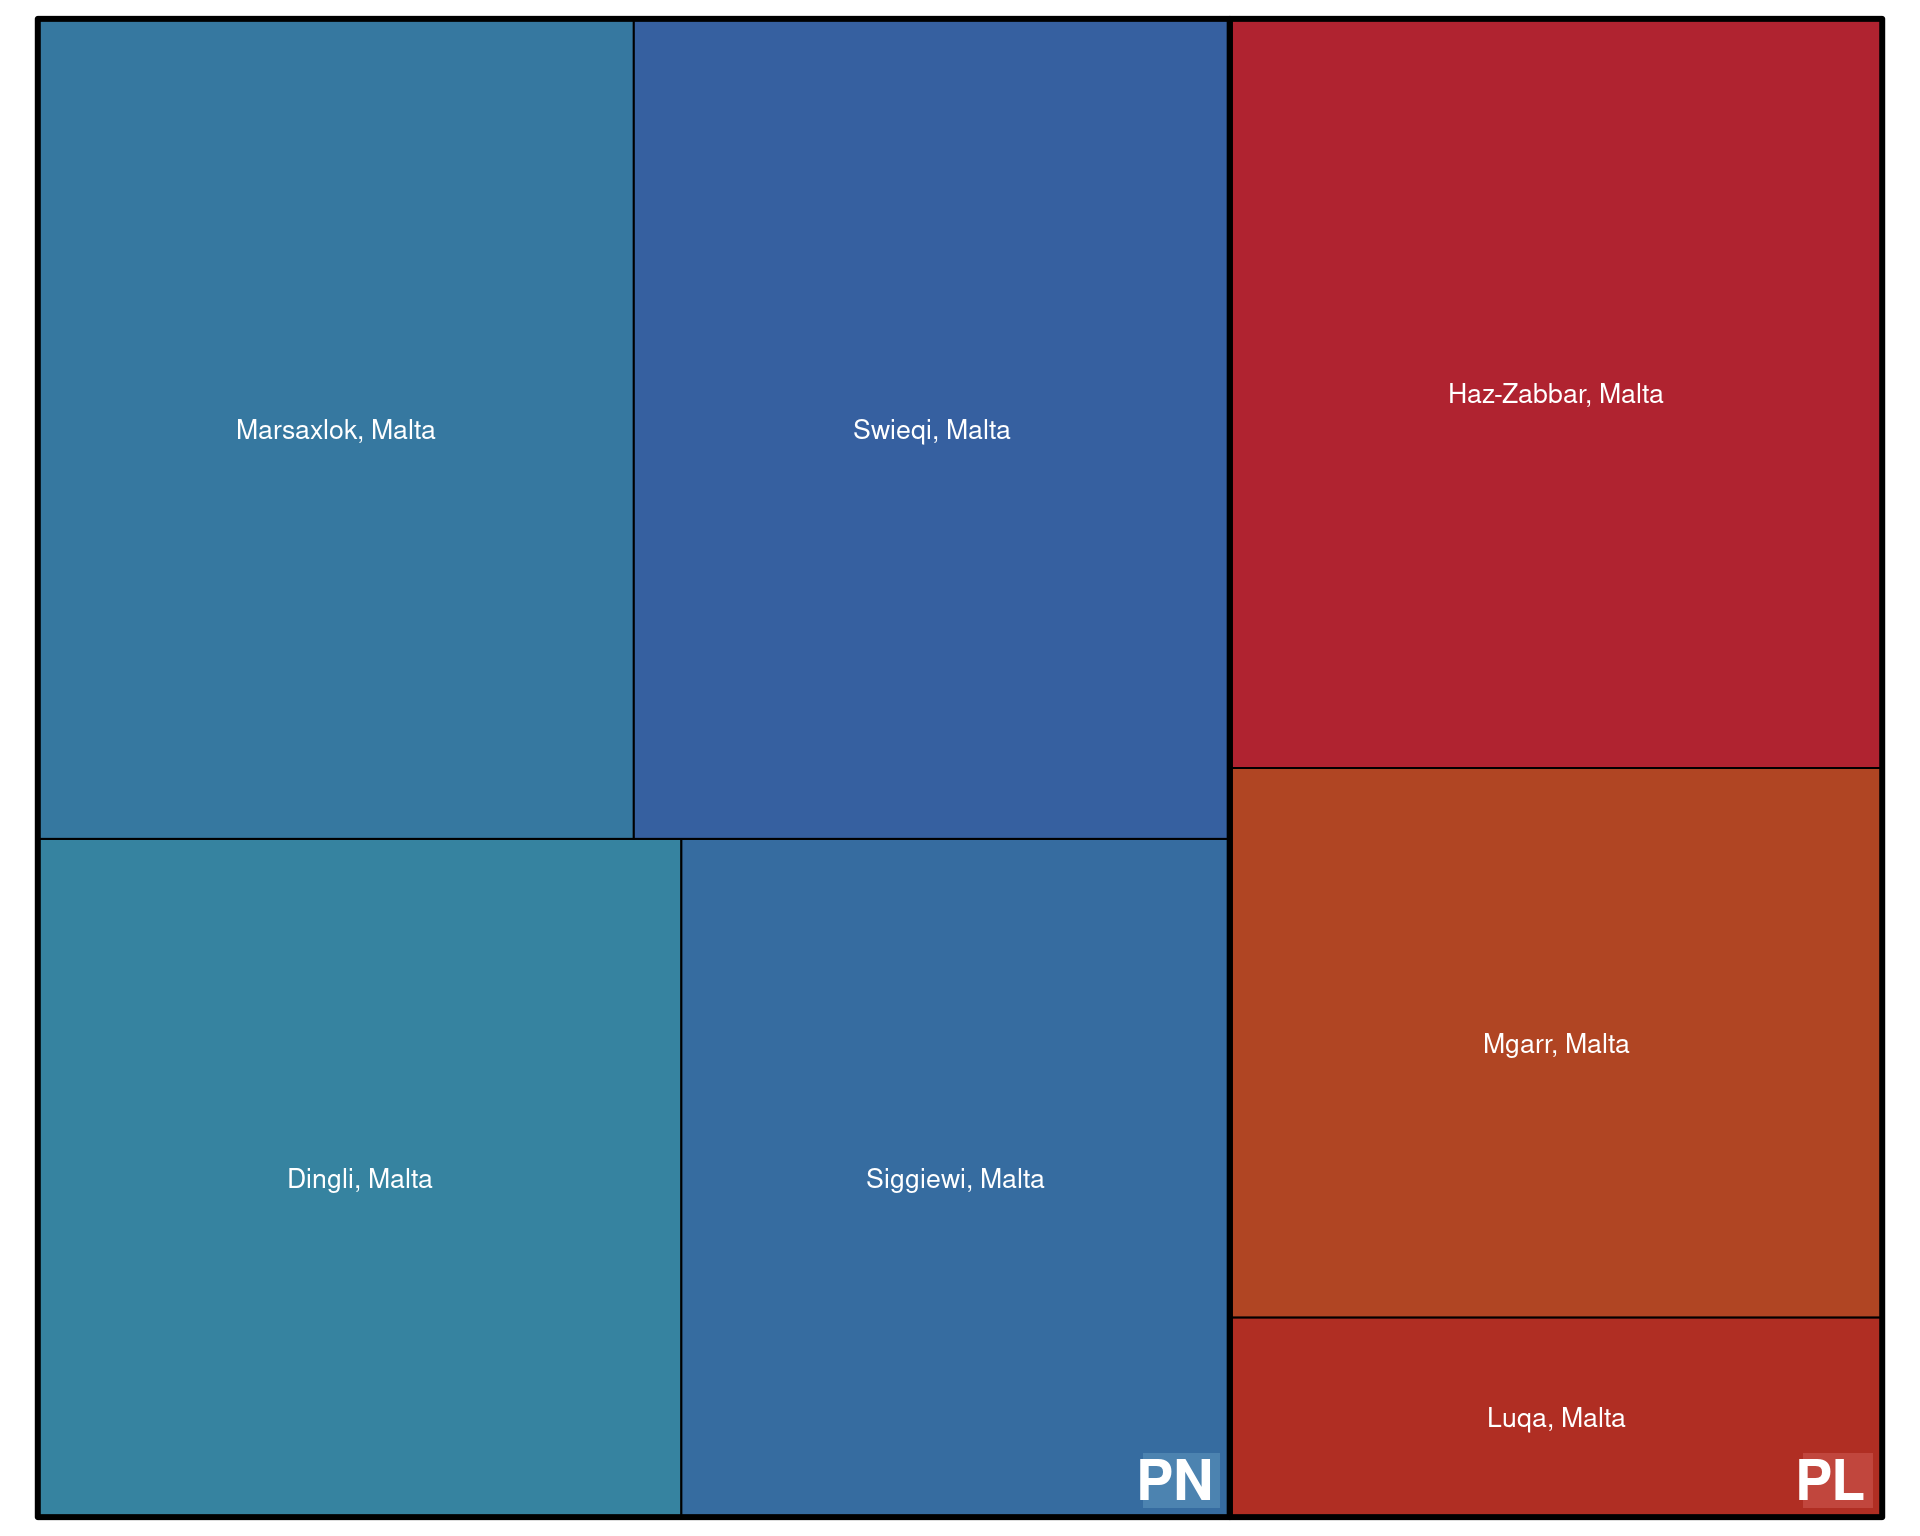 Marsaxlok, Malta
Swieqi, Malta
Haz-Zabbar, Malta
Mgarr, Malta
Dingli, Malta
Siggiewi, Malta
Luqa, Malta
PN
PL